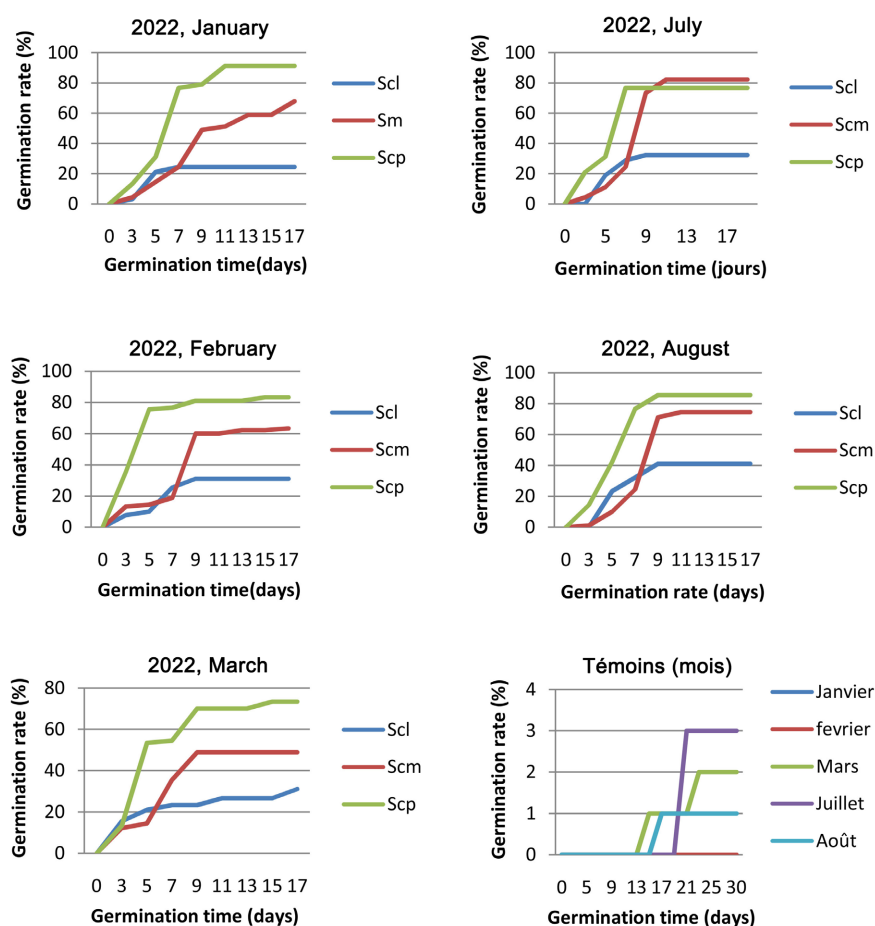 2022, January
Germination rate (%)
100
80
60
40
20
0
0 3 5 7 9 11 13 15 17
Germination time(days)
Scl
Sm
Scp
2022, July
Germination rate (%)
100
80
60
40
20
0
0 5 9 13 17
Germination time (jours)
Scl
Scm
Scp
2022, February
Germination rate (%)
100
80
60
40
20
0
0 3 5 7 9 11 13 15 17
Germination time(days)
Scl
Scm
Scp
2022, August
Germination rate (%)
100
80
60
40
20
0
0 3 5 7 9 11 13 15 17
Germination rate (days)
Scl
Scm
Scp
2022, March
Germination rate (%)
80
60
40
20
0
0 3 5 7 9 11 13 15 17
Germination time (days)
Scl
Scm
Scp
Témoins (mois)
Germination rate (%)
4
3
2
1
0
0 5 9 13 17 21 25 30
Germination time (days)
Janvier
fevrier
Mars
Juillet
Août